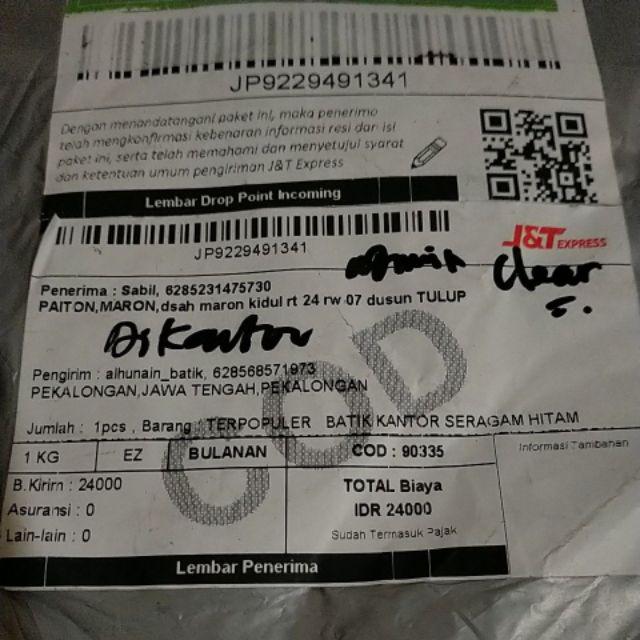 JP9229491341
Dengan menandatangani paket ini, maka penerima
telah mengkonfirmasi kebenaran informasi resi dan isi
paket ini, serta telah memahami dan menyetujui syarat
dan ketentuan umum pengiriman J&T Express
Lembar Drop Point Incoming
JP9229491341
J&T EXPRESS
admin clear
Penerima : Sabil, 6285231475730
PAITON,MARON,dsah maron kidul rt 24 rw 07 dusun TULUP
Di Kantor
Pengirim : alhunain_batik, 628568571973
PEKALONGAN,JAWA TENGAH,PEKALONGAN
COD
Jumlah : 1pcs , Barang : TERPOPULER BATIK KANTOR SERAGAM HITAM
1 KG EZ BULANAN COD : 90335 Informasi Tambahan
B.Kirim : 24000 TOTAL Biaya
Asuransi : 0 IDR 24000
Lain-lain : 0 Sudah Termasuk Pajak
Lembar Penerima